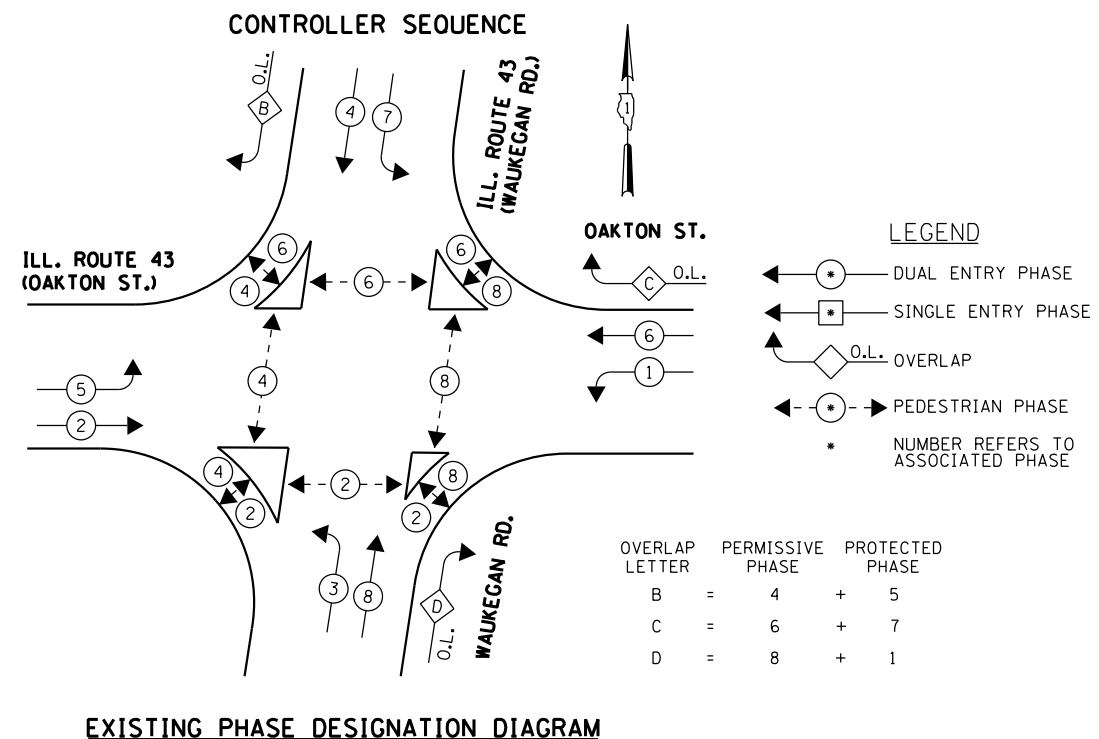 CONTROLLER SEQUENCE
O.L.
B
4
7
ILL. ROUTE 43
(WAUKEGAN RD.)
1
OAKTON ST.
C
O.L.
6
1
ILL. ROUTE 43
(OAKTON ST.)
6
4
6
6
8
4
8
5
2
4
2
2
8
2
3
8
D
O.L.
WAUKEGAN RD.
LEGEND
* DUAL ENTRY PHASE
* SINGLE ENTRY PHASE
O.L. OVERLAP
* PEDESTRIAN PHASE
* NUMBER REFERS TO
ASSOCIATED PHASE
OVERLAP PERMISSIVE PROTECTED
LETTER PHASE PHASE
B = 4 + 5
C = 6 + 7
D = 8 + 1
EXISTING PHASE DESIGNATION DIAGRAM